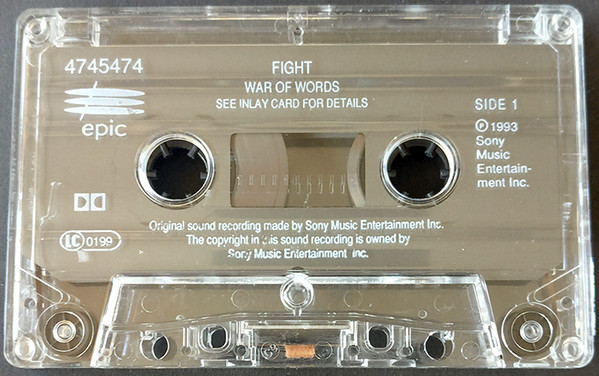 4745474
FIGHT
WAR OF WORDS
SEE INLAY CARD FOR DETAILS
epic
SIDE 1
Ⓟ 1993
Sony
Music
Entertain-
ment Inc.
Original sound recording made by Sony Music Entertainment Inc.
The copyright in this sound recording is owned by
Sony Music Entertainment Inc.
LC 0199